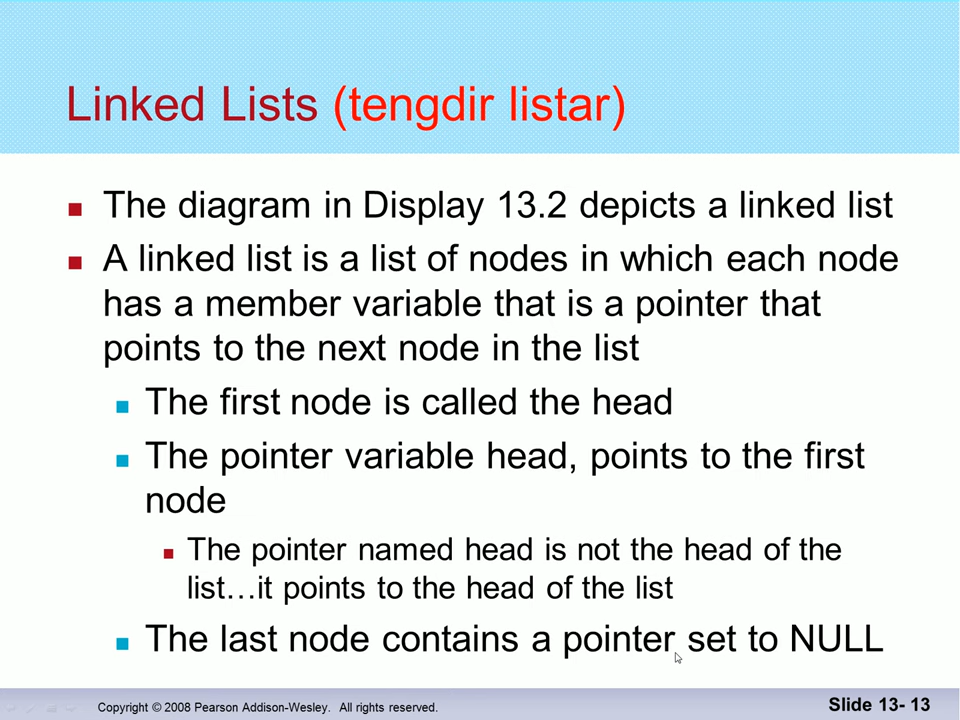 Linked Lists (tengdir listar)
The diagram in Display 13.2 depicts a linked list
A linked list is a list of nodes in which each node
has a member variable that is a pointer that
points to the next node in the list
The first node is called the head
The pointer variable head, points to the first
node
The pointer named head is not the head of the
list…it points to the head of the list
The last node contains a pointer set to NULL
Copyright © 2008 Pearson Addison-Wesley. All rights reserved.
Slide 13- 13